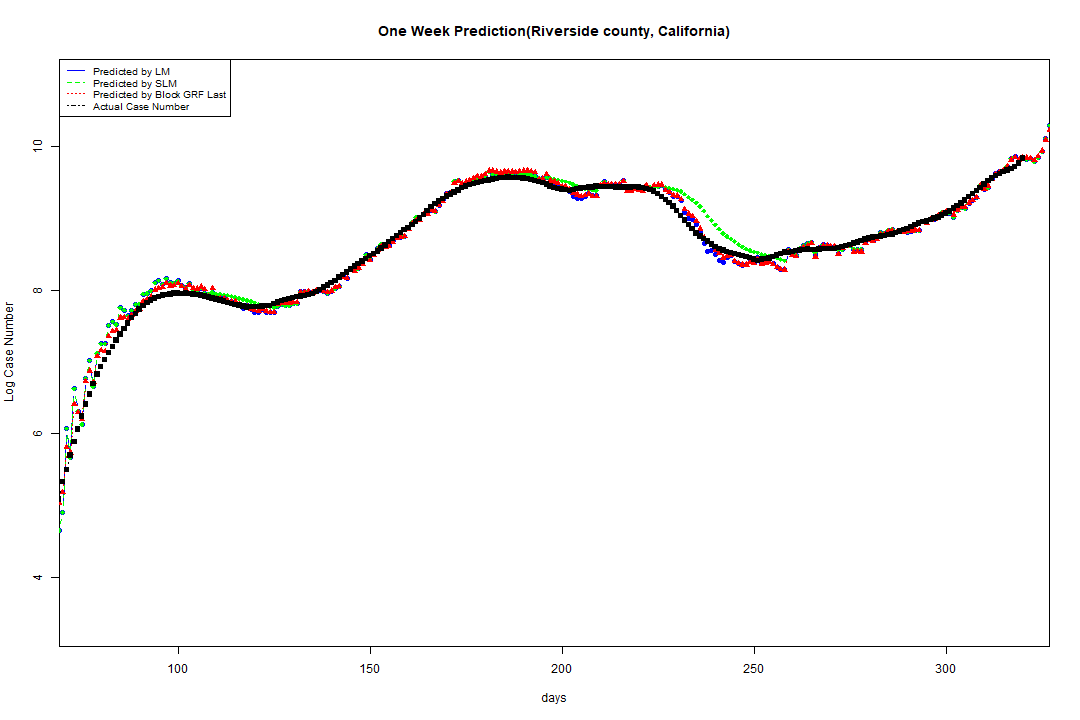 One Week Prediction(Riverside county, California)
Predicted by LM
Predicted by SLM
Predicted by Block GRF Last
Actual Case Number
10
8
6
4
Log Case Number
100 150 200 250 300
days